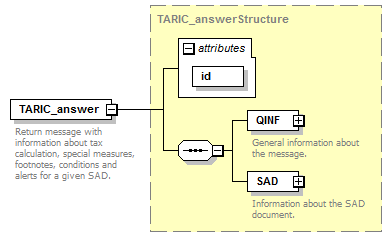 TARIC_answerStructure
attributes
id
TARIC_answer
Return message with
information about tax
calculation, special measures,
footnotes, conditions and
alerts for a given SAD.
QINF
General information about
the message.
SAD
Information about the SAD
document.